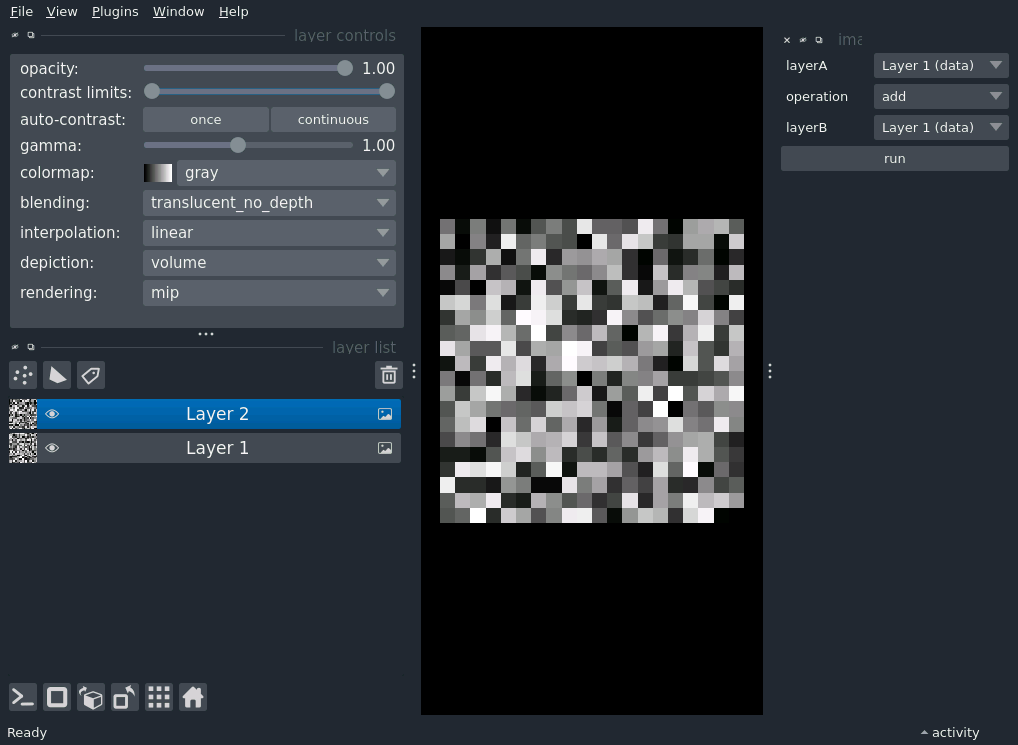 File View Plugins Window Help
layer controls
opacity: 1.00
contrast limits:
auto-contrast: once continuous
gamma: 1.00
colormap: gray
blending: translucent_no_depth
interpolation: linear
depiction: volume
rendering: mip
layer list
Layer 2
Layer 1
Ready
ima
layerA Layer 1 (data)
operation add
layerB Layer 1 (data)
run
activity